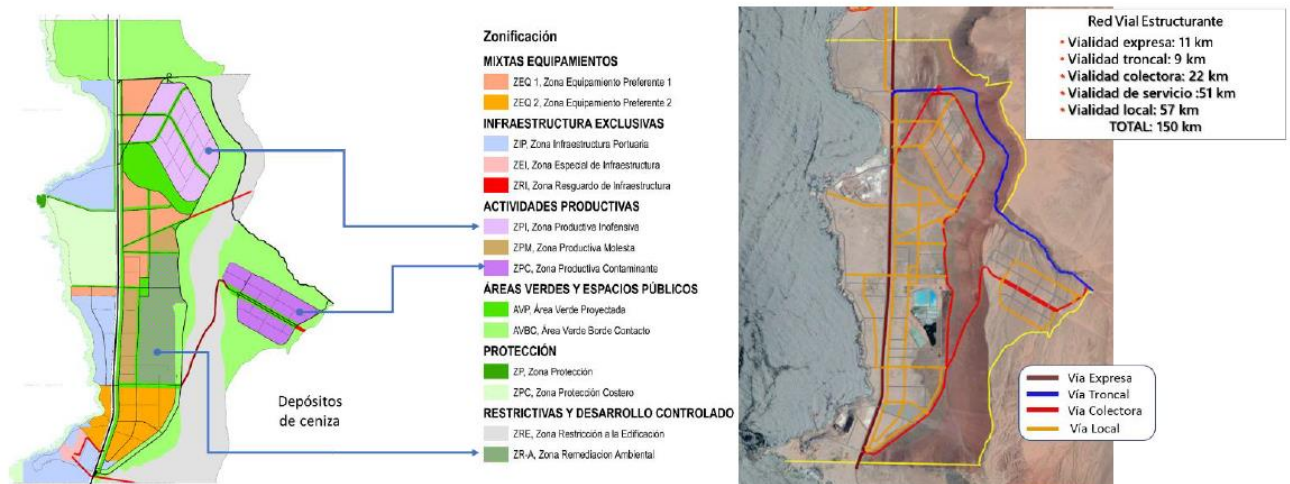 Zonificación
MIXTAS EQUIPAMIENTOS
ZEQ 1, Zona Equipamiento Preferente 1
ZEQ 2, Zona Equipamiento Preferente 2
INFRAESTRUCTURA EXCLUSIVAS
ZIP, Zona Infraestructura Portuaria
ZEI, Zona Especial de Infraestructura
ZRI, Zona Resguardo de Infraestructura
ACTIVIDADES PRODUCTIVAS
ZPI, Zona Productiva Inofensiva
ZPM, Zona Productiva Molesta
ZPC, Zona Productiva Contaminante
ÁREAS VERDES Y ESPACIOS PÚBLICOS
AVP, Área Verde Proyectada
AVBC, Área Verde Borde Contacto
PROTECCIÓN
ZP, Zona Protección
ZPC, Zona Protección Costero
RESTRICTIVAS Y DESARROLLO CONTROLADO
ZRE, Zona Restricción a la Edificación
ZR-A, Zona Remediacion Ambiental
Depósitos
de ceniza
Red Vial Estructurante
• Vialidad expresa: 11 km
• Vialidad troncal: 9 km
• Vialidad colectora: 22 km
• Vialidad de servicio :51 km
• Vialidad local: 57 km
TOTAL: 150 km
Vía Expresa
Vía Troncal
Vía Colectora
Vía Local